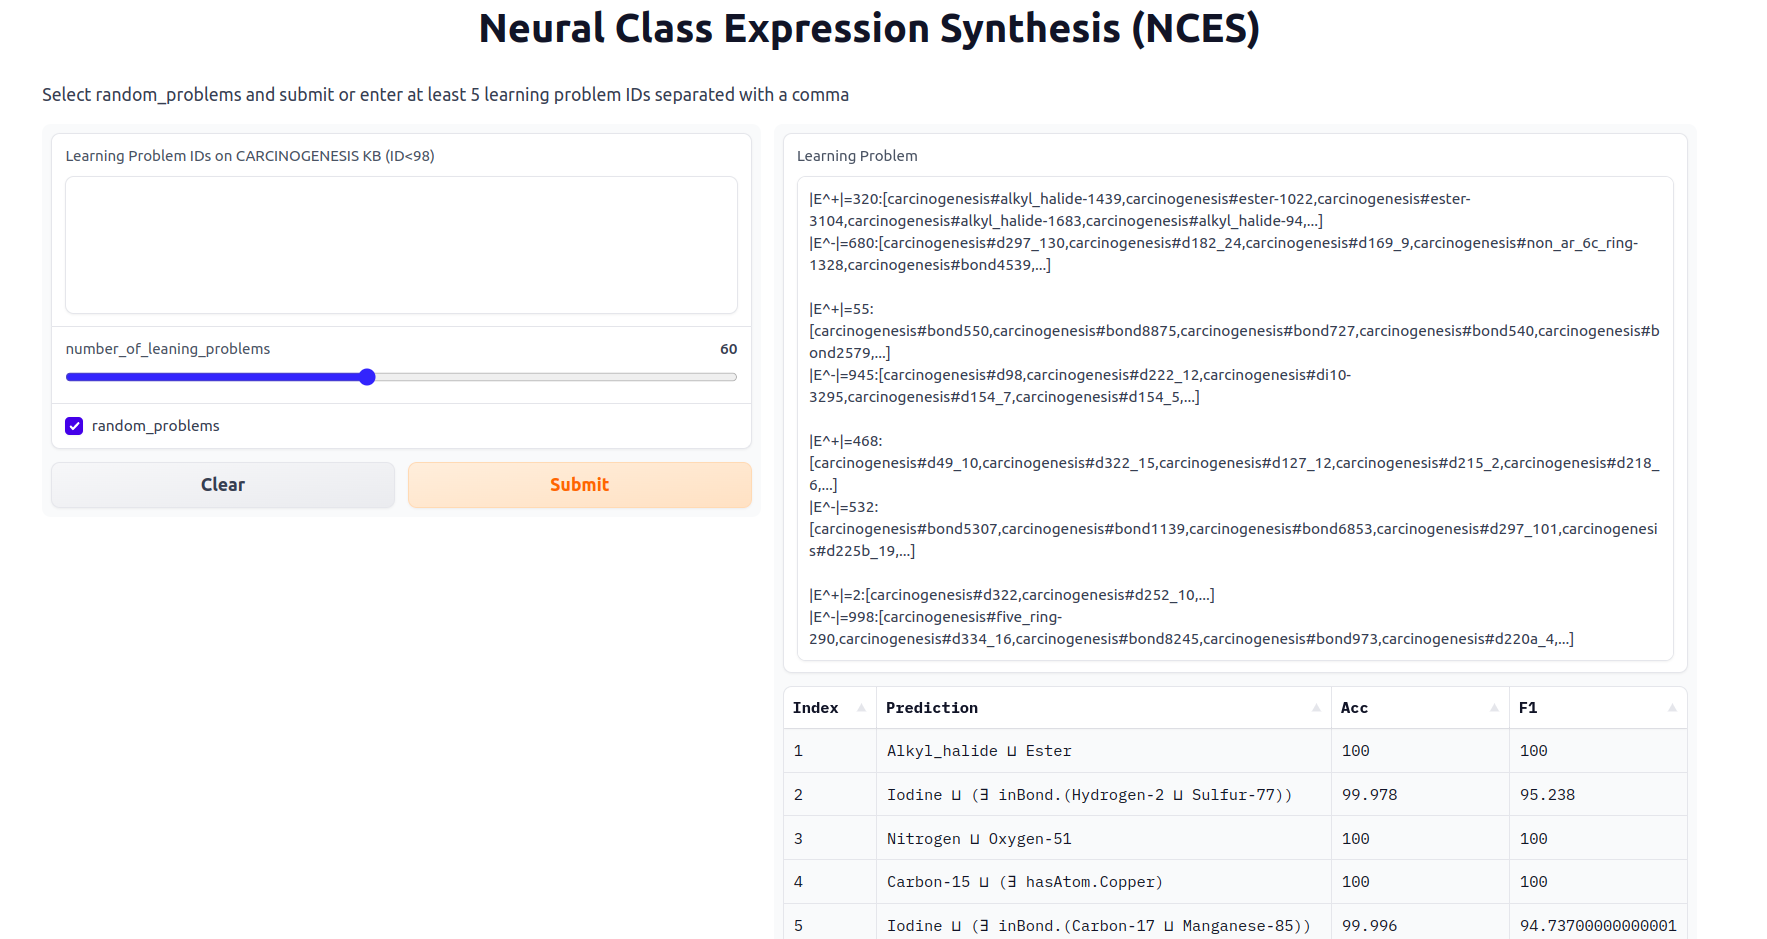 Neural Class Expression Synthesis (NCES)
Select random_problems and submit or enter at least 5 learning problem IDs separated with a comma
Learning Problem IDs on CARCINOGENESIS KB (ID<98)
number_of_leaning_problems 60
random_problems
Clear Submit
Learning Problem
|E^+|=320:[carcinogenesis#alkyl_halide-1439,carcinogenesis#ester-1022,carcinogenesis#ester-
3104,carcinogenesis#alkyl_halide-1683,carcinogenesis#alkyl_halide-94,...]
|E^-|=680:[carcinogenesis#d297_130,carcinogenesis#d182_24,carcinogenesis#d169_9,carcinogenesis#non_ar_6c_ring-
1328,carcinogenesis#bond4539,...]
|E^+|=55:
[carcinogenesis#bond550,carcinogenesis#bond8875,carcinogenesis#bond727,carcinogenesis#bond540,carcinogenesis#b
ond2579,...]
|E^-|=945:[carcinogenesis#d98,carcinogenesis#d222_12,carcinogenesis#di10-
3295,carcinogenesis#d154_7,carcinogenesis#d154_5,...]
|E^+|=468:
[carcinogenesis#d49_10,carcinogenesis#d322_15,carcinogenesis#d127_12,carcinogenesis#d215_2,carcinogenesis#d218_
6,...]
|E^-|=532:
[carcinogenesis#bond5307,carcinogenesis#bond1139,carcinogenesis#bond6853,carcinogenesis#d297_101,carcinogenesi
s#d225b_19,...]
|E^+|=2:[carcinogenesis#d322,carcinogenesis#d252_10,...]
|E^-|=998:[carcinogenesis#five_ring-
290,carcinogenesis#d334_16,carcinogenesis#bond8245,carcinogenesis#bond973,carcinogenesis#d220a_4,...]
Index Prediction Acc F1
1 Alkyl_halide ⊔ Ester 100 100
2 Iodine ⊔ (∃ inBond.(Hydrogen-2 ⊔ Sulfur-77)) 99.978 95.238
3 Nitrogen ⊔ Oxygen-51 100 100
4 Carbon-15 ⊔ (∃ hasAtom.Copper) 100 100
5 Iodine ⊔ (∃ inBond.(Carbon-17 ⊔ Manganese-85)) 99.996 94.73700000000001